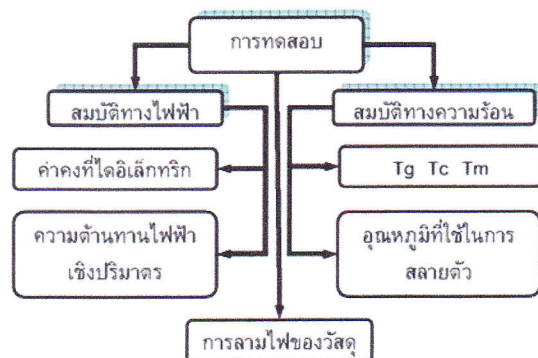 การทดสอบ
สมบัติทางไฟฟ้า
สมบัติทางความร้อน
ค่าคงที่ไดอิเล็กทริก
Tg Tc Tm
ความต้านทานไฟฟ้า
เชิงปริมาตร
อุณหภูมิที่ใช้ในการ
สลายตัว
การลามไฟของวัสดุ